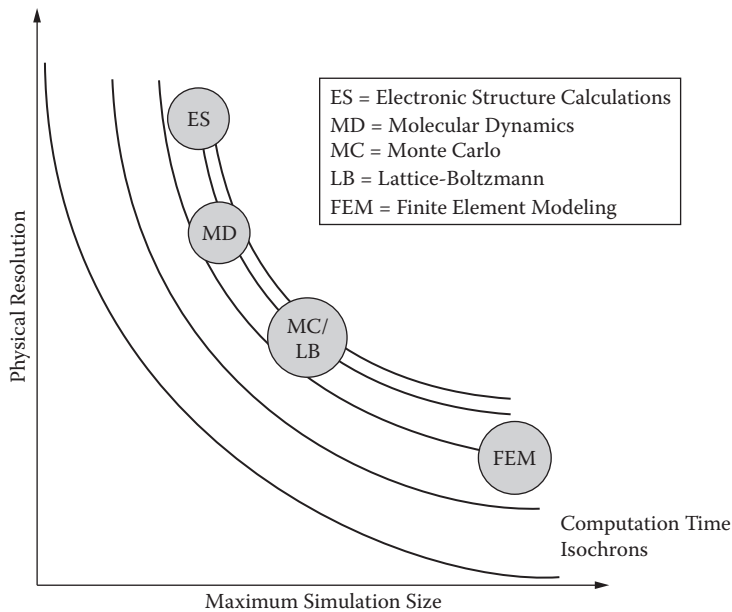 ES
ES = Electronic Structure Calculations
MD = Molecular Dynamics
MC = Monte Carlo
LB = Lattice-Boltzmann
FEM = Finite Element Modeling
MD
MC/
LB
FEM
Physical Resolution
Computation Time
Isochrons
Maximum Simulation Size